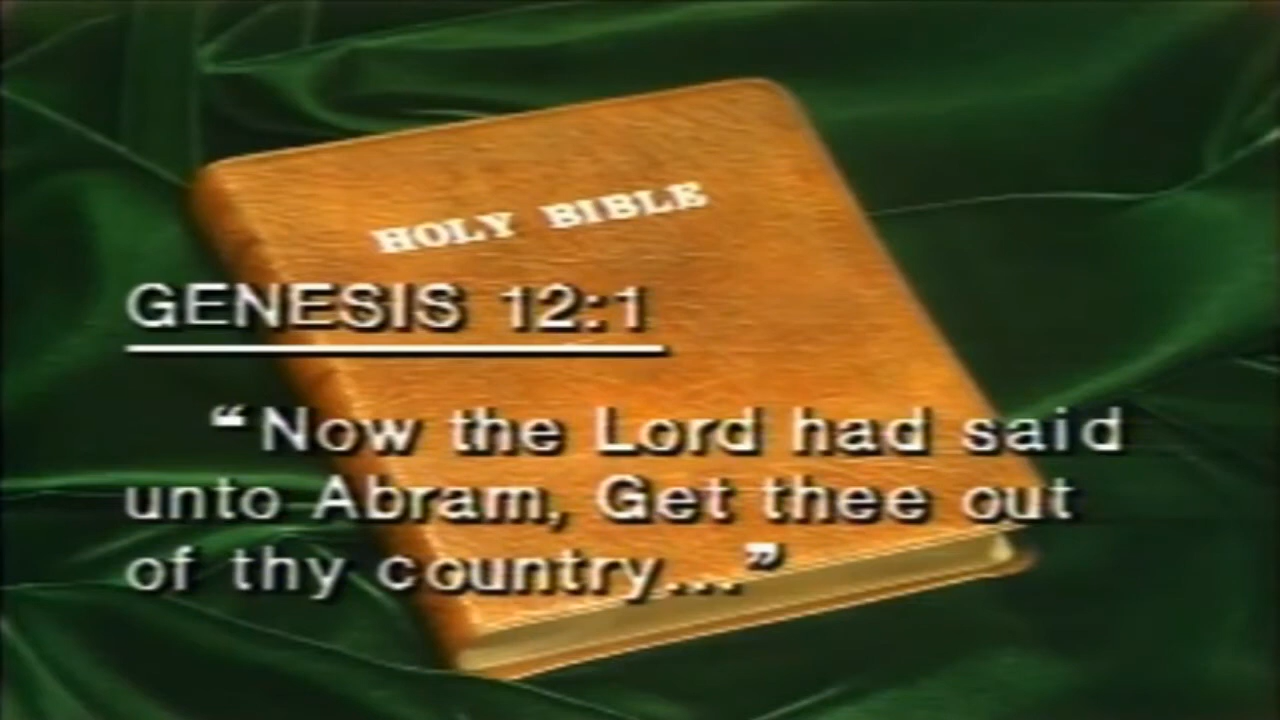 HOLY BIBLE
GENESIS 12:1
“Now the Lord had said
unto Abram, Get thee out
of thy country...”